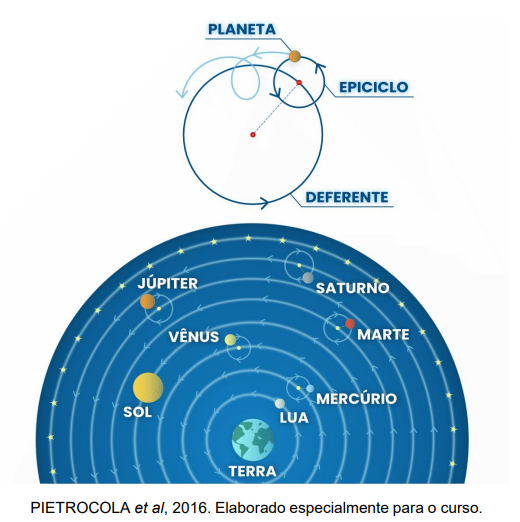 PLANETA
EPICICLO
DEFERENTE
JÚPITER
SATURNO
VÊNUS
MARTE
SOL
MERCÚRIO
LUA
TERRA
PIETROCOLA et al, 2016. Elaborado especialmente para o curso.